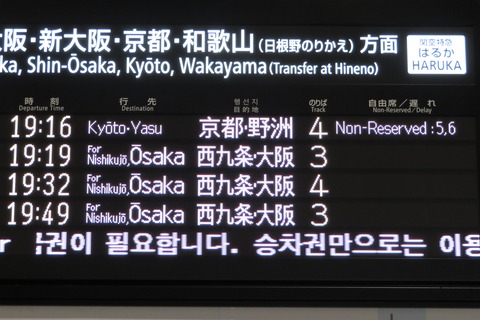 大阪・新大阪・京都・和歌山(日根野のりかえ)方面
ka, Shin-Ōsaka, Kyōto, Wakayama(Transfer at Hineno)
関空特急
はるか
HARUKA
時刻 行先 행선지 のりば 自由席/遅れ
Departure Time Destination 目的地 Track Non-Reserved/Delay
19:16 Kyōto・Yasu 京都・野洲 4 Non-Reserved:5,6
19:19 For Nishikujō,Ōsaka 西九条・大阪 3
19:32 For Nishikujō,Ōsaka 西九条・大阪 4
19:49 For Nishikujō,Ōsaka 西九条・大阪 3
권이 필요합니다. 승차권만으로는 이용